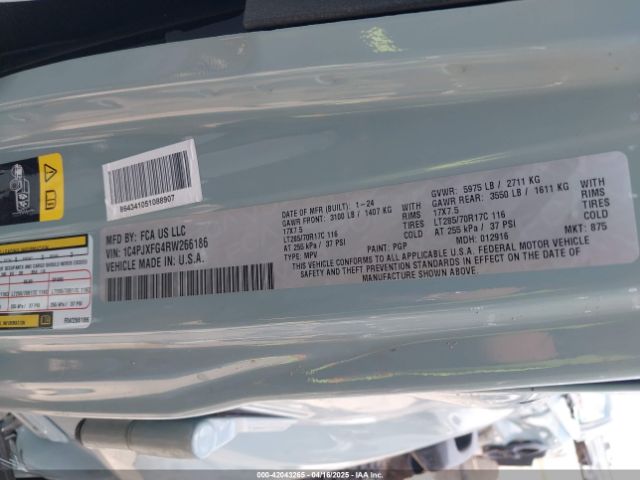 864341051088907
MFD BY: FCA US LLC
VIN: 1C4PJXFG4RW266186
VEHICLE MADE IN: U.S.A.
DATE OF MFR (BUILT): 1-24
GAWR FRONT: 3100 LB / 1407 KG
17X7.5 RIMS
LT285/70R17C 116
AT 255 kPa / 37 PSI COLD
TYPE: MPV PAINT: PGP
GVWR: 5975 LB / 2711 KG
GAWR REAR: 3550 LB / 1611 KG
17X7.5 RIMS
LT285/70R17C 116
AT 255 kPa / 37 PSI COLD
MDH: 012916 MKT: 875
THIS VEHICLE CONFORMS TO ALL APPLICABLE U.S.A. FEDERAL MOTOR VEHICLE
SAFETY AND THEFT PREVENTION STANDARDS IN EFFECT ON THE DATE OF
MANUFACTURE SHOWN ABOVE.
000-42043265 - 04/16/2025 - IAA Inc.